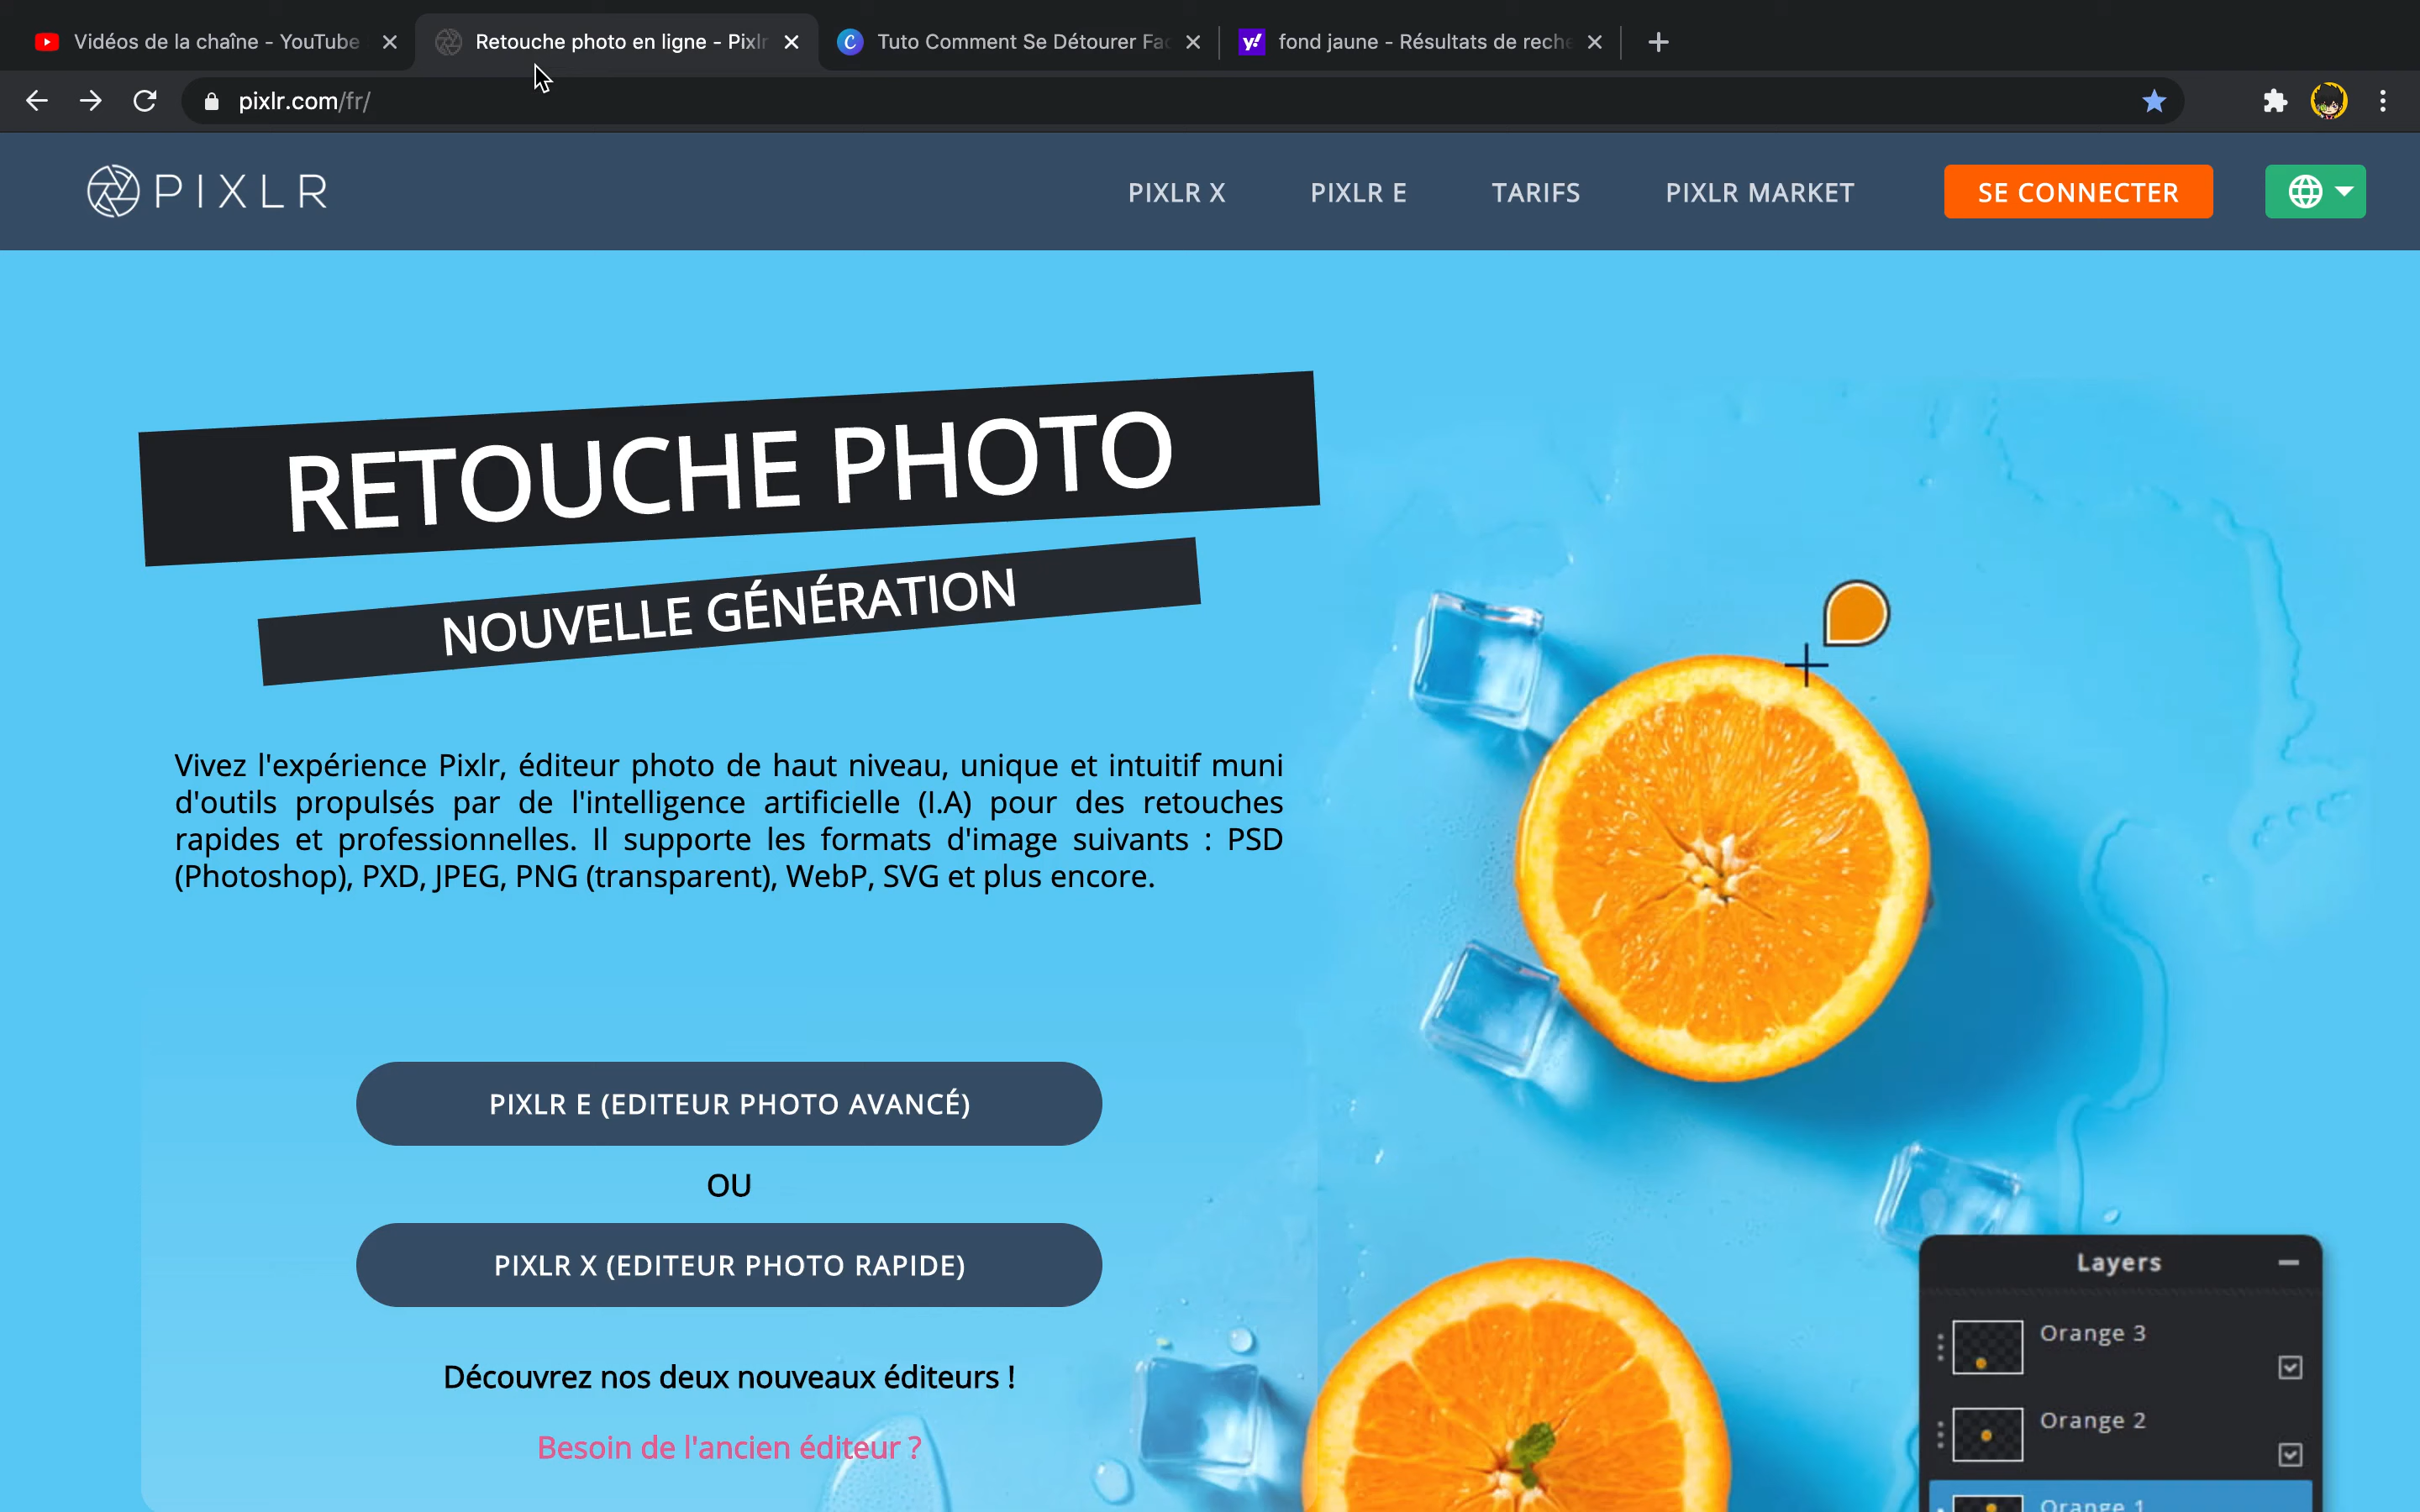 Vidéos de la chaîne - YouTube
Retouche photo en ligne - Pixlr
Tuto Comment Se Détourer Fac
fond jaune - Résultats de reche
pixlr.com/fr/
PIXLR
PIXLR X
PIXLR E
TARIFS
PIXLR MARKET
SE CONNECTER
RETOUCHE PHOTO
NOUVELLE GÉNÉRATION
Vivez l'expérience Pixlr, éditeur photo de haut niveau, unique et intuitif muni
d'outils propulsés par de l'intelligence artificielle (I.A) pour des retouches
rapides et professionnelles. Il supporte les formats d'image suivants : PSD
(Photoshop), PXD, JPEG, PNG (transparent), WebP, SVG et plus encore.
PIXLR E (EDITEUR PHOTO AVANCÉ)
OU
PIXLR X (EDITEUR PHOTO RAPIDE)
Découvrez nos deux nouveaux éditeurs !
Besoin de l'ancien éditeur ?
Layers
Orange 3
Orange 2
Orange 1